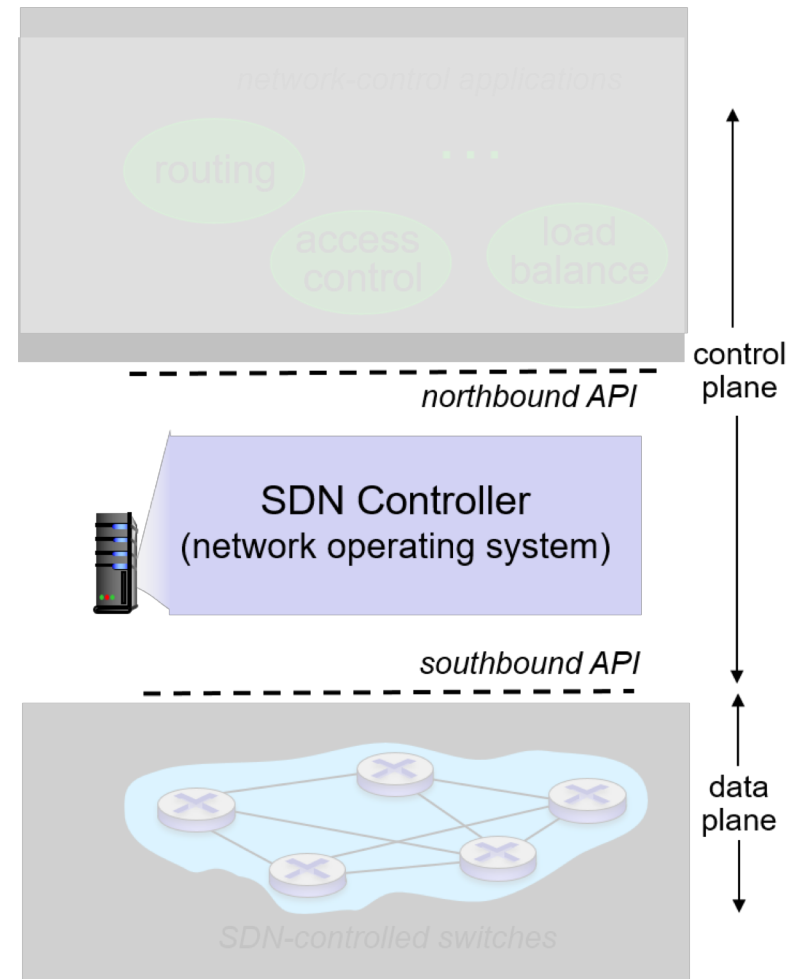 network-control applications
routing
. . .
access
control
load
balance
control
plane
northbound API
SDN Controller
(network operating system)
southbound API
data
plane
SDN-controlled switches